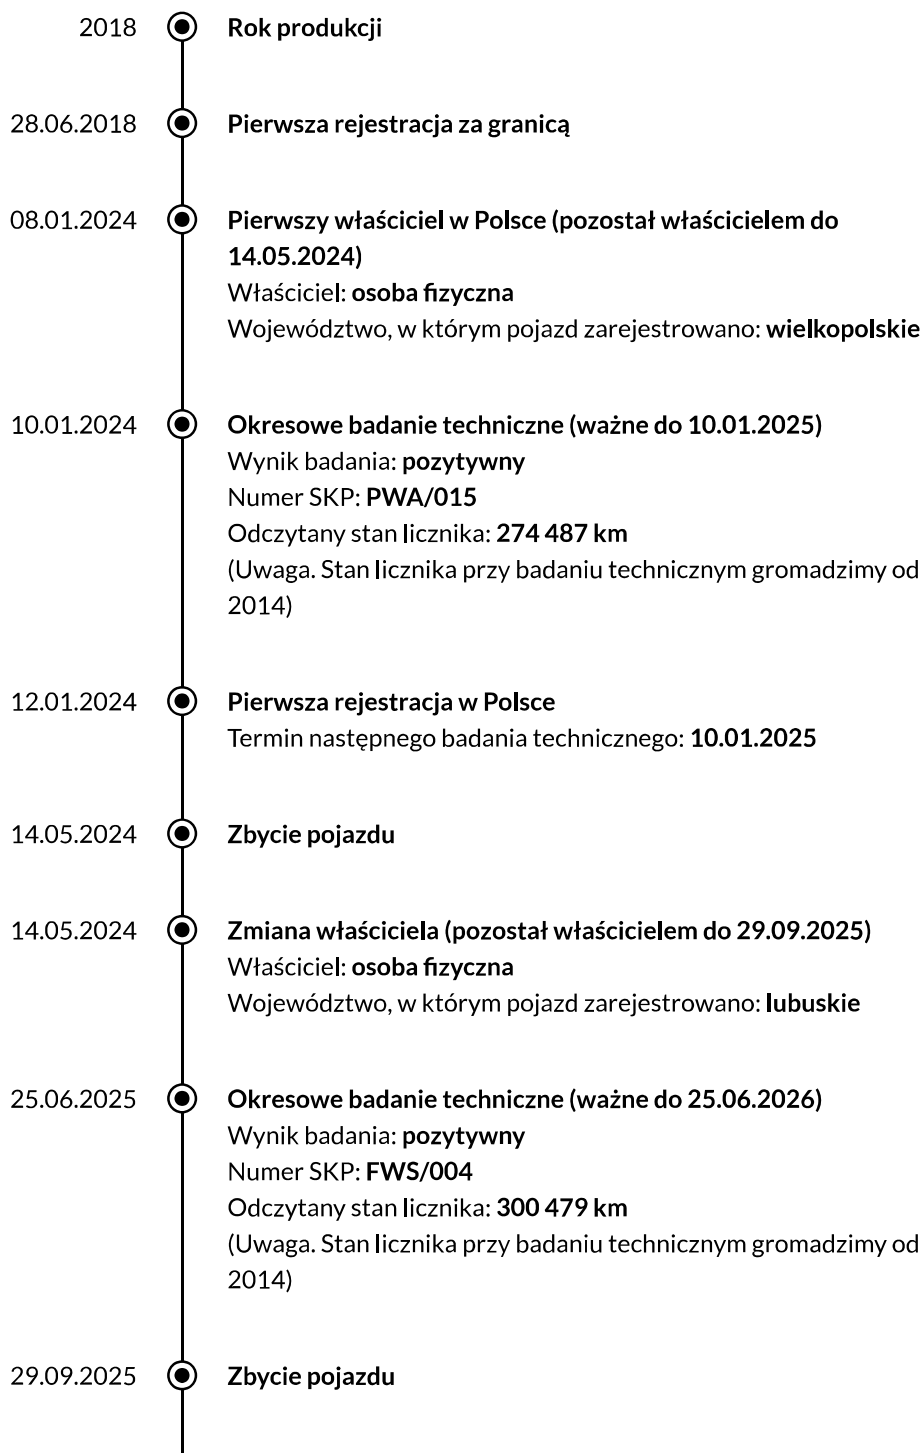 2018 Rok produkcji
28.06.2018 Pierwsza rejestracja za granicą
08.01.2024 Pierwszy właściciel w Polsce (pozostał właścicielem do
14.05.2024)
Właściciel: osoba fizyczna
Województwo, w którym pojazd zarejestrowano: wielkopolskie
10.01.2024 Okresowe badanie techniczne (ważne do 10.01.2025)
Wynik badania: pozytywny
Numer SKP: PWA/015
Odczytany stan licznika: 274 487 km
(Uwaga. Stan licznika przy badaniu technicznym gromadzimy od
2014)
12.01.2024 Pierwsza rejestracja w Polsce
Termin następnego badania technicznego: 10.01.2025
14.05.2024 Zbycie pojazdu
14.05.2024 Zmiana właściciela (pozostał właścicielem do 29.09.2025)
Właściciel: osoba fizyczna
Województwo, w którym pojazd zarejestrowano: lubuskie
25.06.2025 Okresowe badanie techniczne (ważne do 25.06.2026)
Wynik badania: pozytywny
Numer SKP: FWS/004
Odczytany stan licznika: 300 479 km
(Uwaga. Stan licznika przy badaniu technicznym gromadzimy od
2014)
29.09.2025 Zbycie pojazdu